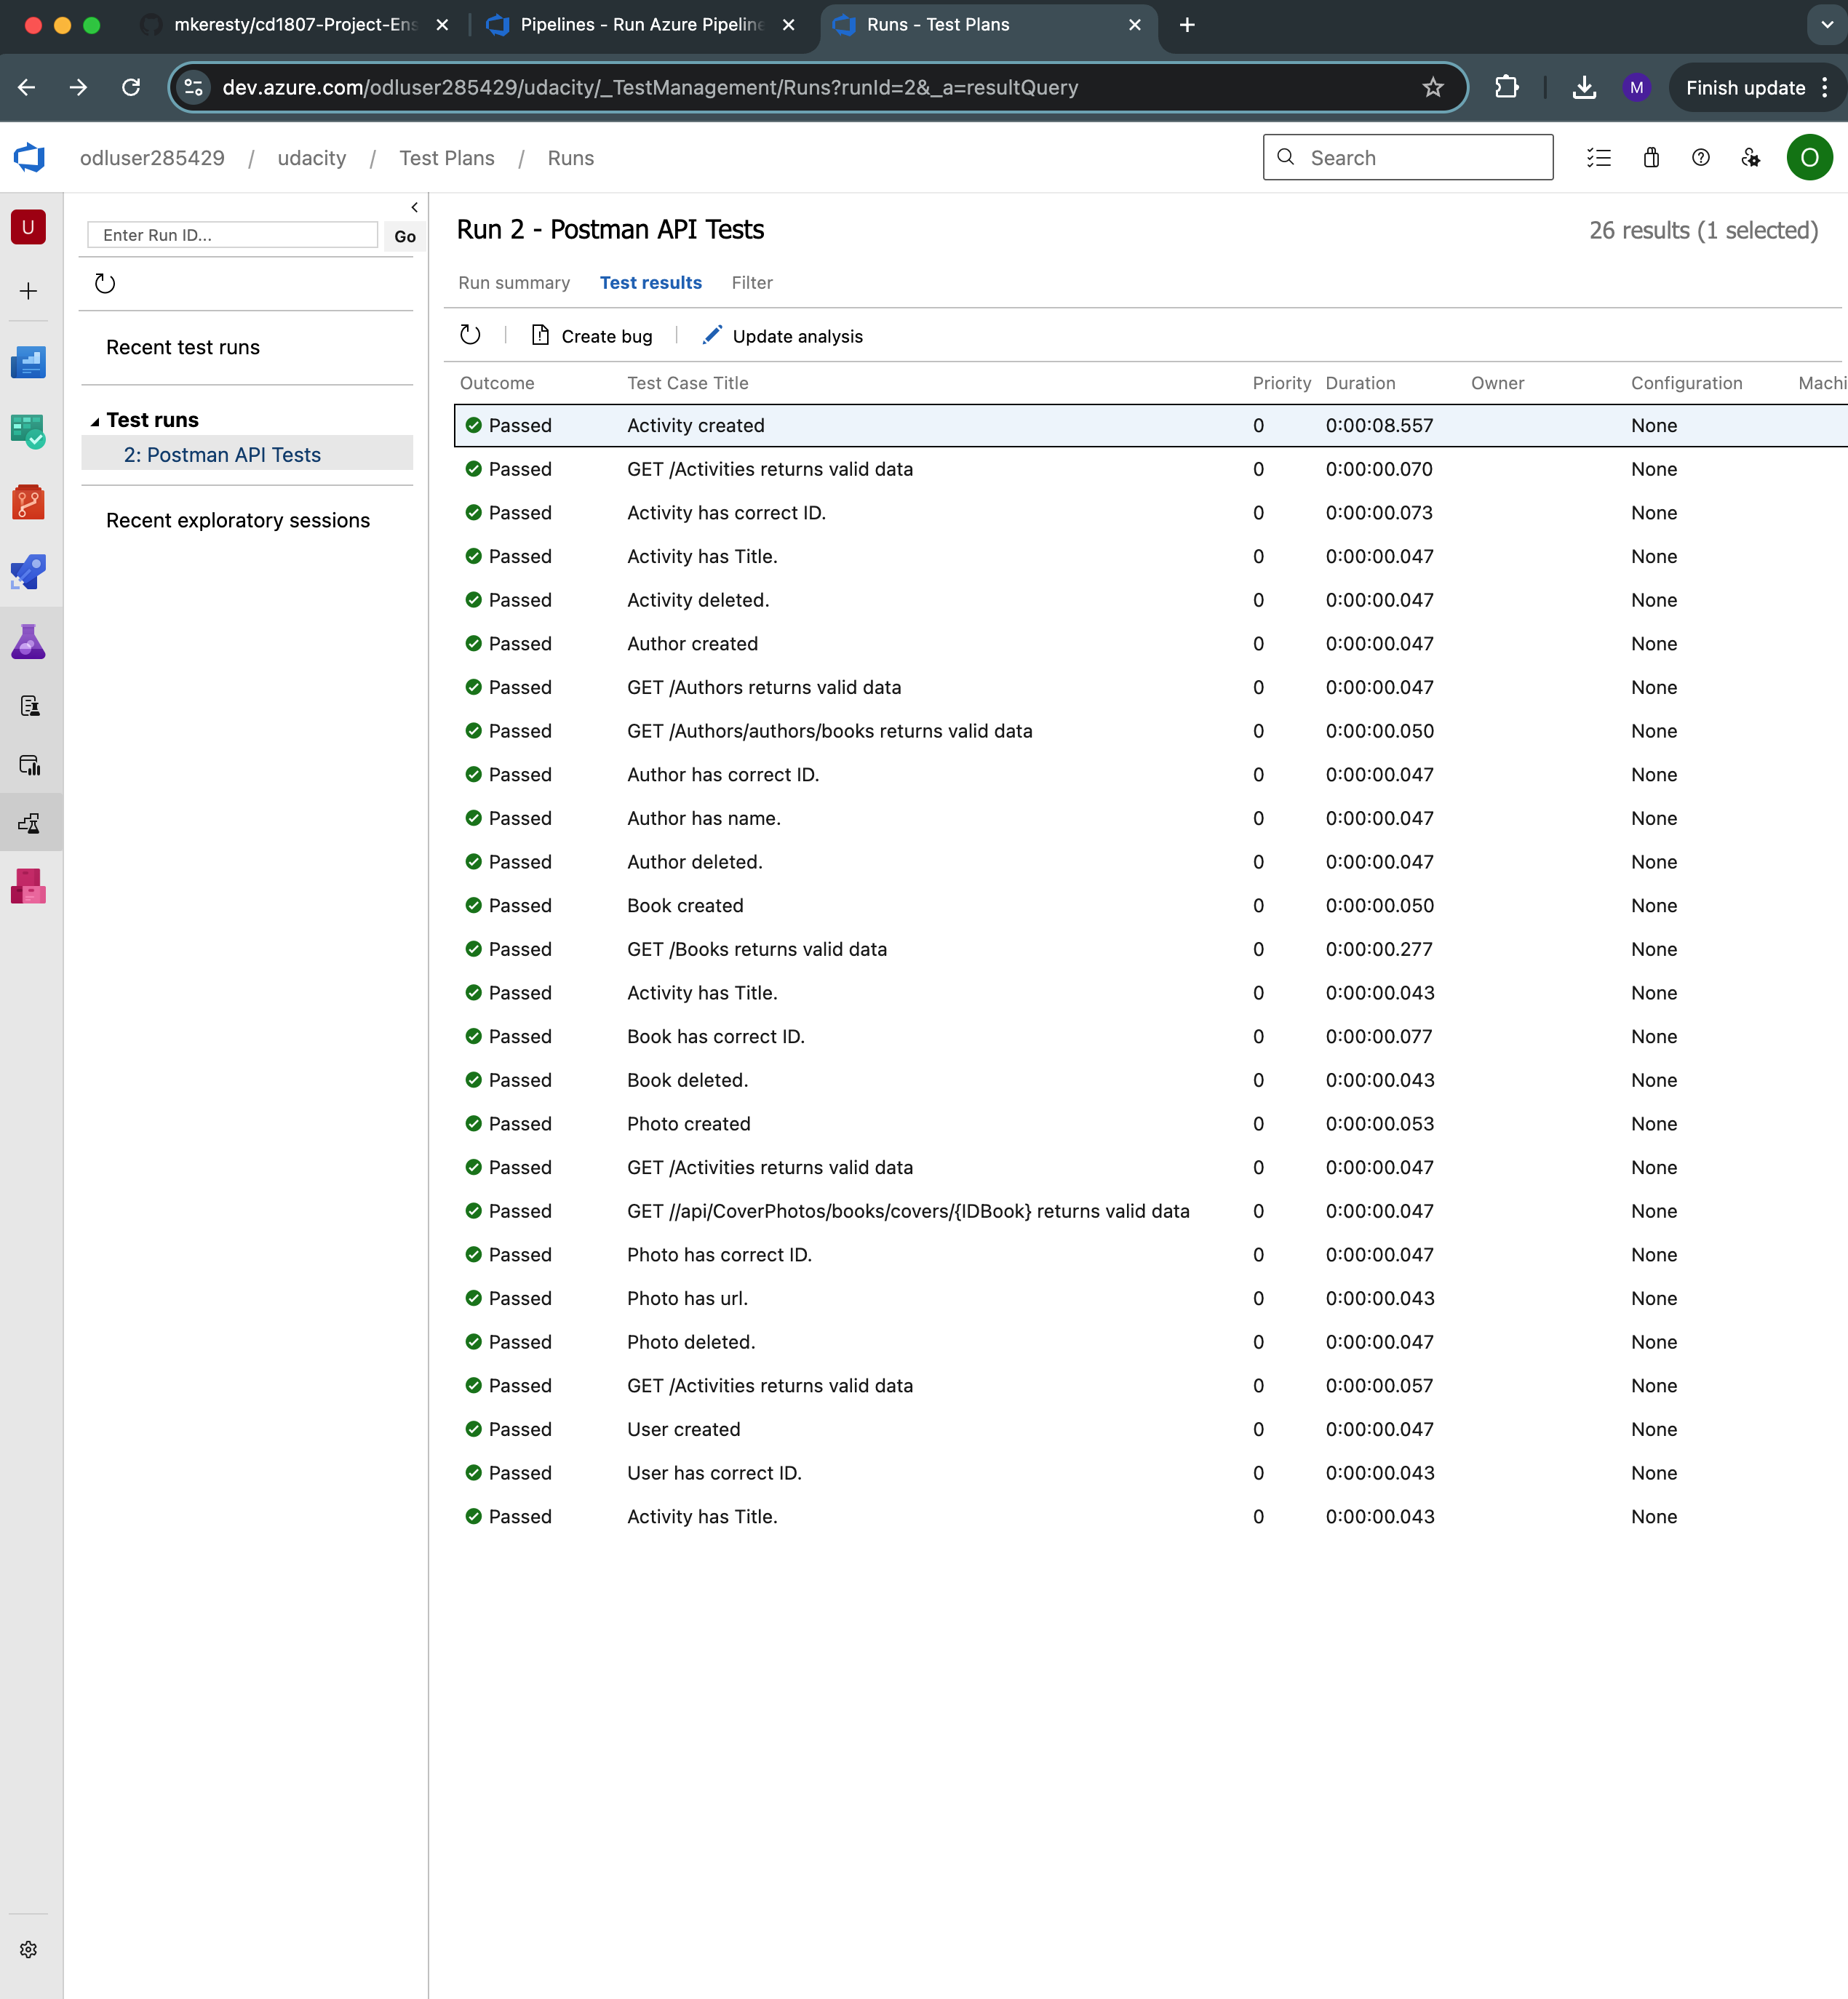 mkeresty/cd1807-Project-Ens
Pipelines - Run Azure Pipeline
Runs - Test Plans
dev.azure.com/odluser285429/udacity/_TestManagement/Runs?runId=2&_a=resultQuery
M
Finish update
odluser285429 / udacity / Test Plans / Runs
Search
O
U
Enter Run ID...
Go
Recent test runs
Test runs
2: Postman API Tests
Recent exploratory sessions
Run 2 - Postman API Tests
26 results (1 selected)
Run summary Test results Filter
Create bug Update analysis
Outcome Test Case Title Priority Duration Owner Configuration Machi
Passed Activity created 0 0:00:08.557 None
Passed GET /Activities returns valid data 0 0:00:00.070 None
Passed Activity has correct ID. 0 0:00:00.073 None
Passed Activity has Title. 0 0:00:00.047 None
Passed Activity deleted. 0 0:00:00.047 None
Passed Author created 0 0:00:00.047 None
Passed GET /Authors returns valid data 0 0:00:00.047 None
Passed GET /Authors/authors/books returns valid data 0 0:00:00.050 None
Passed Author has correct ID. 0 0:00:00.047 None
Passed Author has name. 0 0:00:00.047 None
Passed Author deleted. 0 0:00:00.047 None
Passed Book created 0 0:00:00.050 None
Passed GET /Books returns valid data 0 0:00:00.277 None
Passed Activity has Title. 0 0:00:00.043 None
Passed Book has correct ID. 0 0:00:00.077 None
Passed Book deleted. 0 0:00:00.043 None
Passed Photo created 0 0:00:00.053 None
Passed GET /Activities returns valid data 0 0:00:00.047 None
Passed GET //api/CoverPhotos/books/covers/{IDBook} returns valid data 0 0:00:00.047 None
Passed Photo has correct ID. 0 0:00:00.047 None
Passed Photo has url. 0 0:00:00.043 None
Passed Photo deleted. 0 0:00:00.047 None
Passed GET /Activities returns valid data 0 0:00:00.057 None
Passed User created 0 0:00:00.047 None
Passed User has correct ID. 0 0:00:00.043 None
Passed Activity has Title. 0 0:00:00.043 None